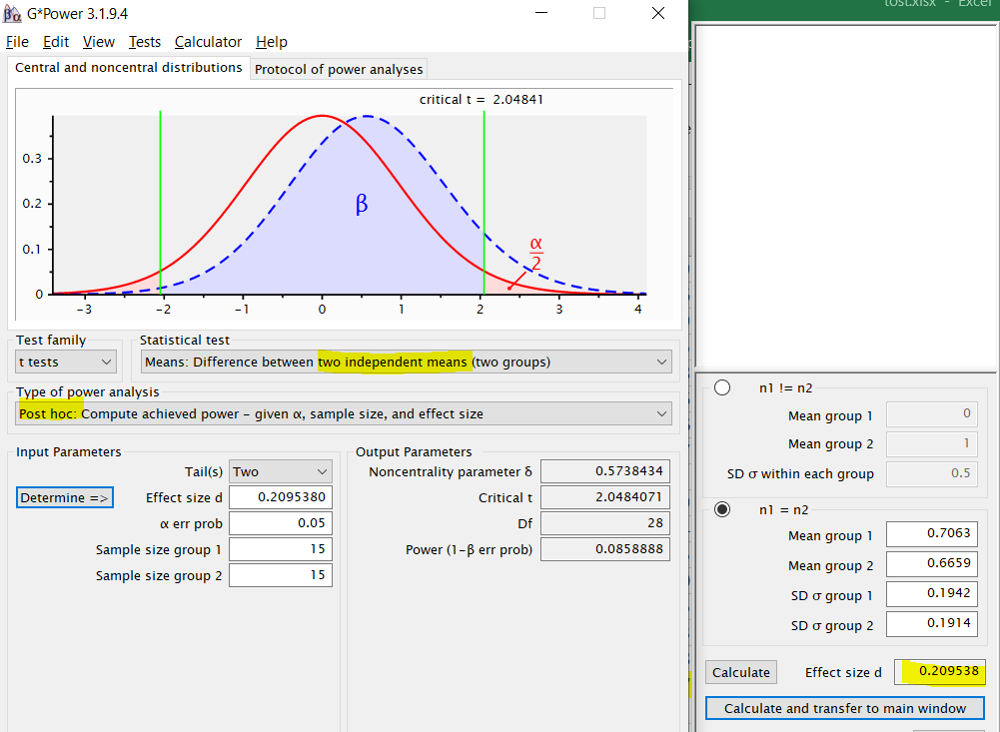 G*Power 3.1.9.4
tost.xlsx - Excel
File Edit View Tests Calculator Help
Central and noncentral distributions Protocol of power analyses
critical t = 2.04841
0.3
0.2
0.1
0
β
α
2
-3 -2 -1 0 1 2 3 4
Test family Statistical test
t tests Means: Difference between two independent means (two groups)
Type of power analysis
Post hoc: Compute achieved power - given α, sample size, and effect size
Input Parameters
Tail(s) Two
Determine => Effect size d 0.2095380
α err prob 0.05
Sample size group 1 15
Sample size group 2 15
Output Parameters
Noncentrality parameter δ 0.5738434
Critical t 2.0484071
Df 28
Power (1-β err prob) 0.0858888
n1 != n2
Mean group 1 0
Mean group 2 1
SD σ within each group 0.5
n1 = n2
Mean group 1 0.7063
Mean group 2 0.6659
SD σ group 1 0.1942
SD σ group 2 0.1914
Calculate Effect size d 0.209538
Calculate and transfer to main window